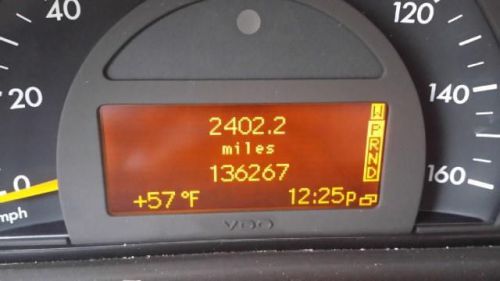 40
20
0
mph
120
140
160
2402.2
miles
136267
+57 °F
12:25p
W
P
R
N
D
VDO